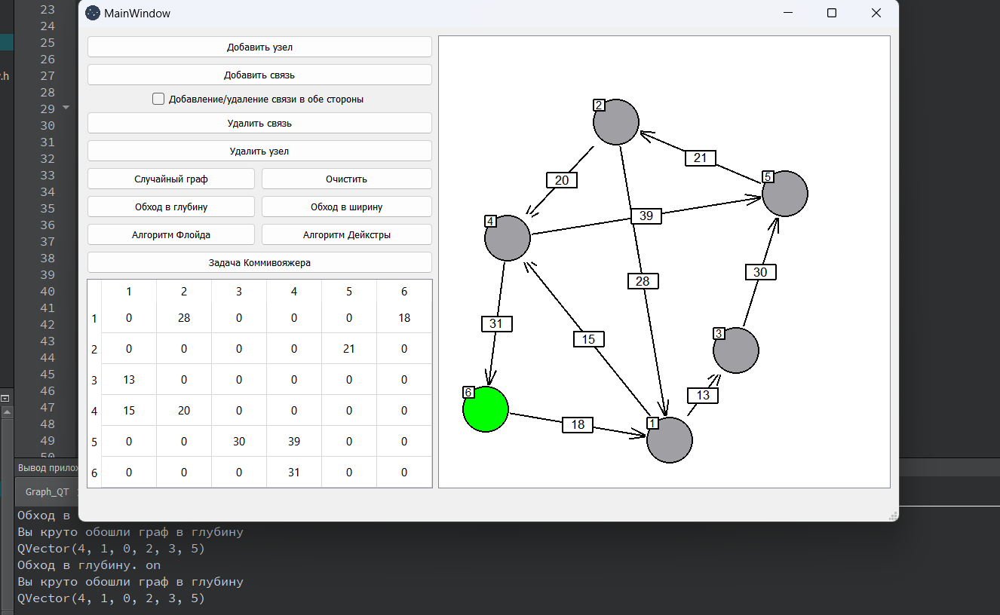 23
24
25
26
27
28
29
30
31
32
33
34
35
36
37
38
39
40
41
42
43
44
45
46
47
48
49
50
.h
MainWindow
Добавить узел
Добавить связь
Добавление/удаление связи в обе стороны
Удалить связь
Удалить узел
Случайный граф Очистить
Обход в глубину Обход в ширину
Алгоритм Флойда Алгоритм Дейкстры
Задача Коммивояжера
1 2 3 4 5 6
1 0 28 0 0 0 18
2 0 0 0 0 21 0
3 13 0 0 0 0 0
4 15 20 0 0 0 0
5 0 0 30 39 0 0
6 0 0 0 31 0 0
2
21
5
20
39
4
28
30
31
15
3
6
13
18
1
Вывод прилож
Graph_QT
Обход в
Вы круто обошли граф в глубину
QVector(4, 1, 0, 2, 3, 5)
Обход в глубину. on
Вы круто обошли граф в глубину
QVector(4, 1, 0, 2, 3, 5)